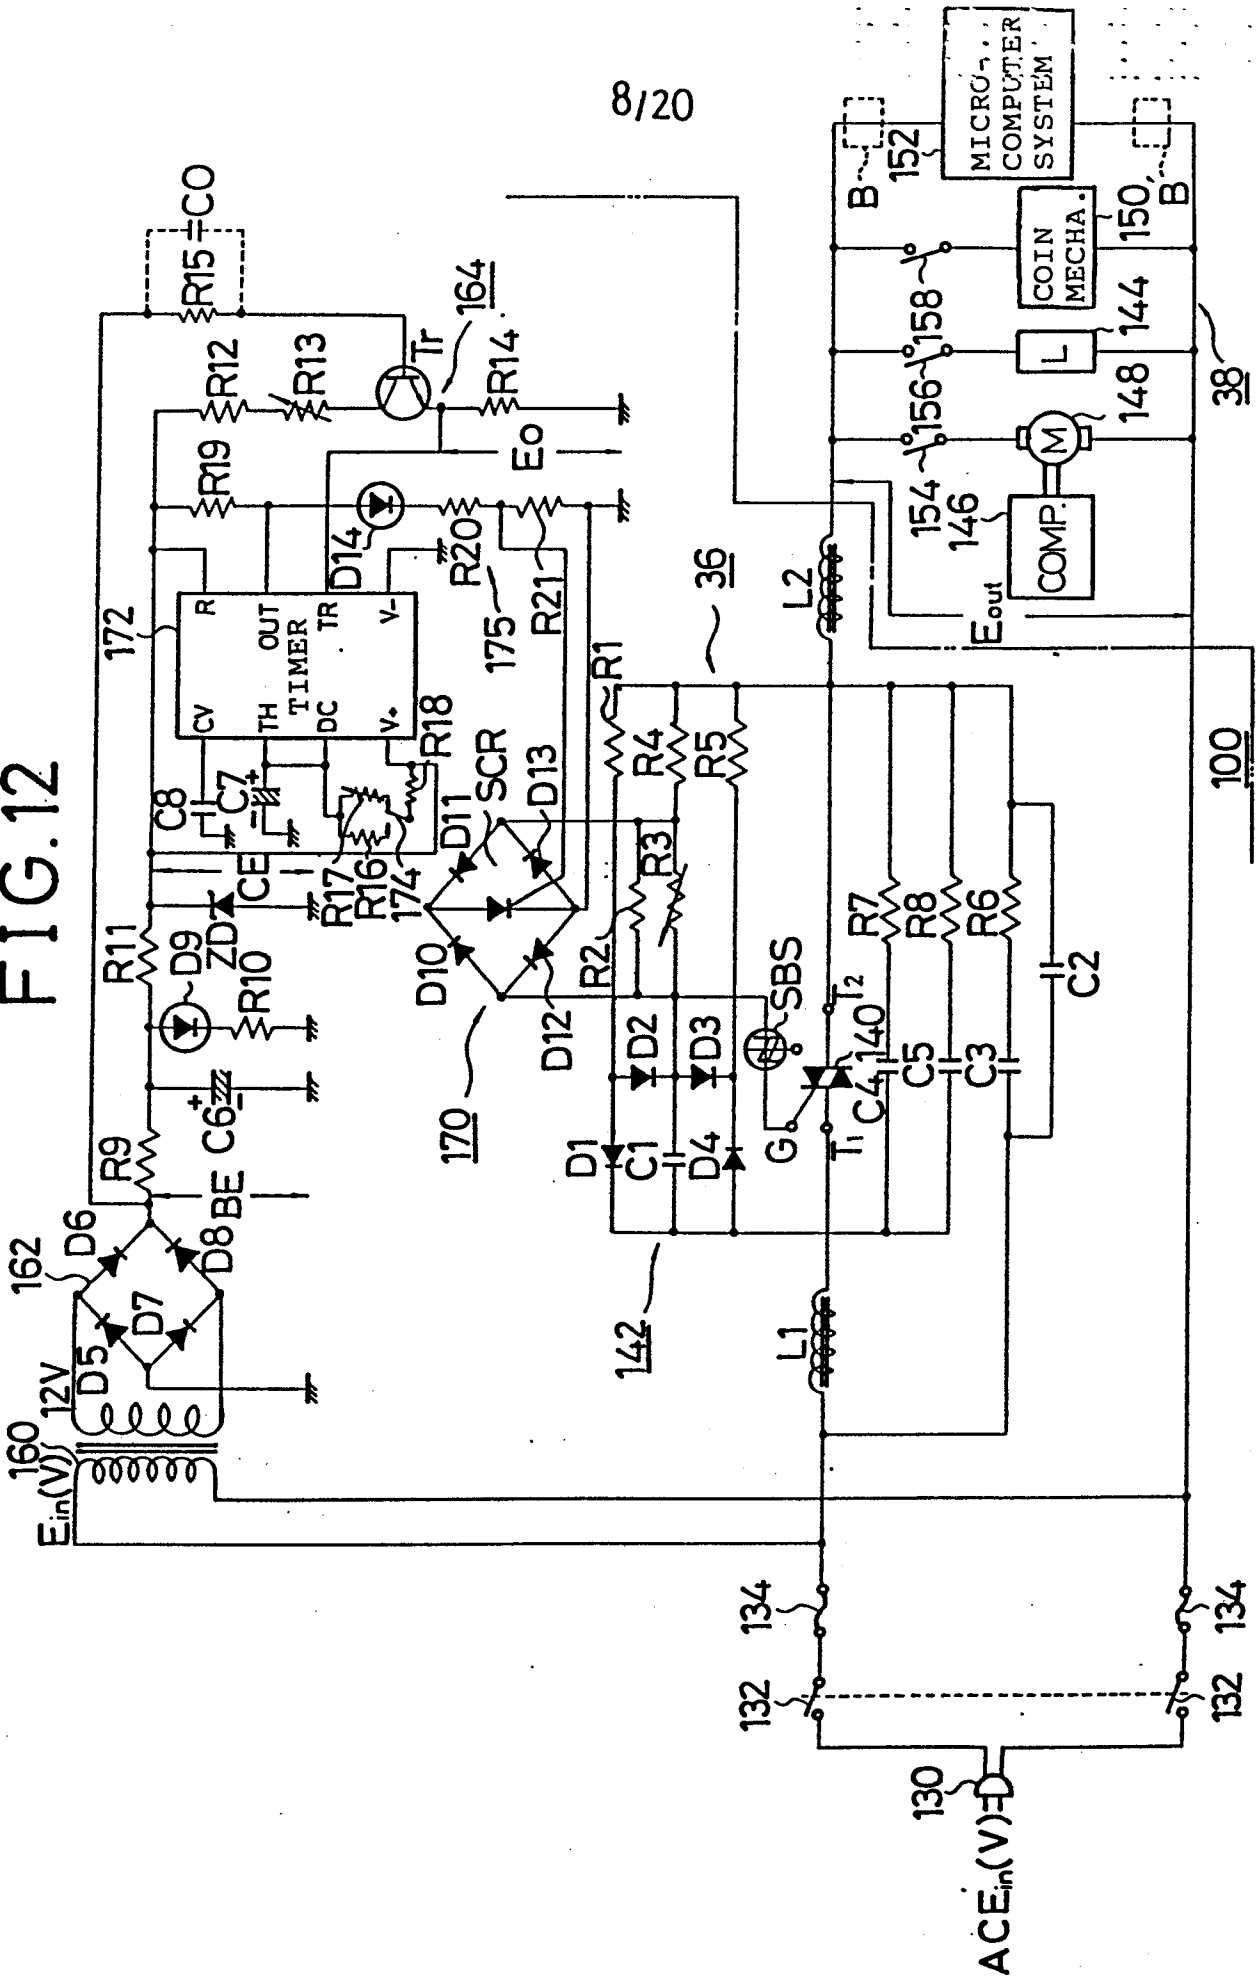 8/20
FIG.12
160
Ein(V)
12V
162
D5
D6
D7
D8
BE
R9
C6
+
-
D9
R10
R11
ZD
CE
C8
C7
+
-
R17
R16
174
R18
172
CV
TH
DC
V+
R
OUT
TR
V-
TIMER
R19
D14
R20
175
R21
R12
R13
Tr
164
R14
Eo
R15
CO
170
D10
D11
SCR
D12
D13
142
R1
R2
R3
R4
R5
36
D1
D2
D3
D4
C1
SBS
G
T1
T2
140
L1
L2
C4
R7
C5
R8
C3
R6
C2
100
Eout
146
COMP.
154
M
148
156
L
144
158
COIN
MECHA.
150
B
152
MICRO-
COMPUTER
SYSTEM
B
38
134
134
132
132
130
ACEin(V)